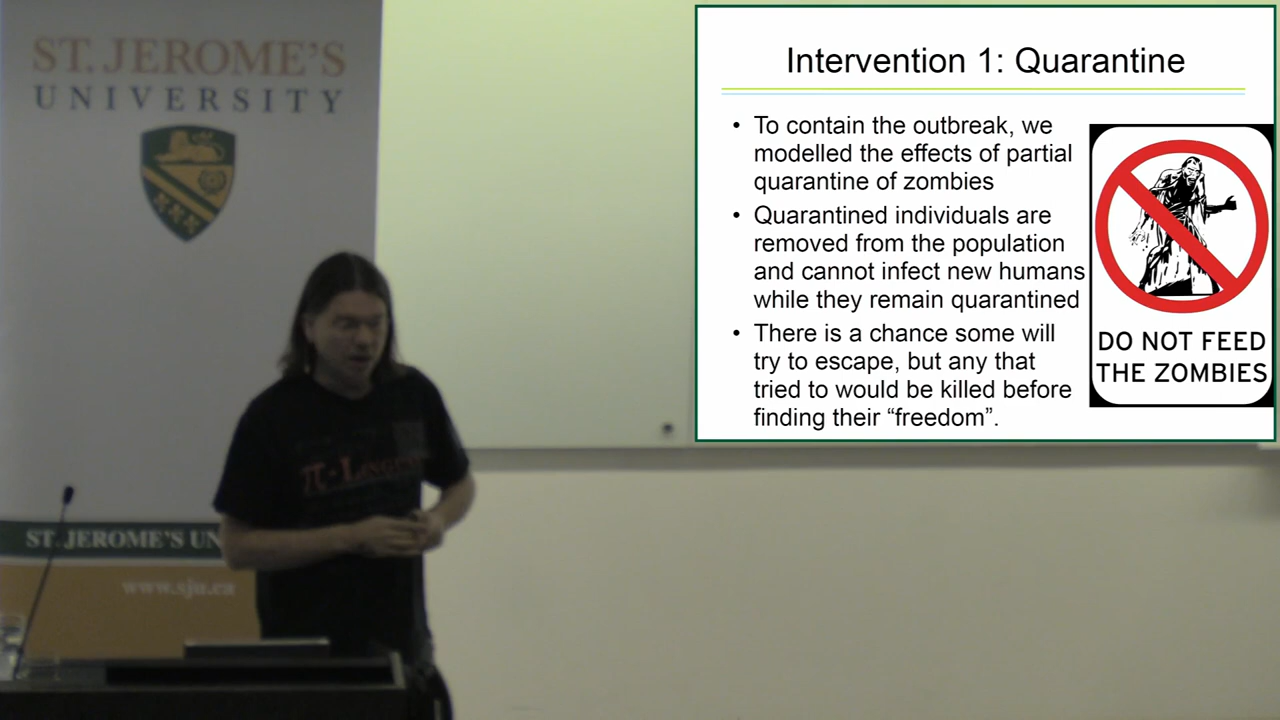 ST. JEROME'S
UNIVERSITY
ST. JEROME'S UN
www.sju.ca
Intervention 1: Quarantine
• To contain the outbreak, we
modelled the effects of partial
quarantine of zombies
• Quarantined individuals are
removed from the population
and cannot infect new humans
while they remain quarantined
• There is a chance some will
try to escape, but any that
tried to would be killed before
finding their “freedom”.
DO NOT FEED
THE ZOMBIES